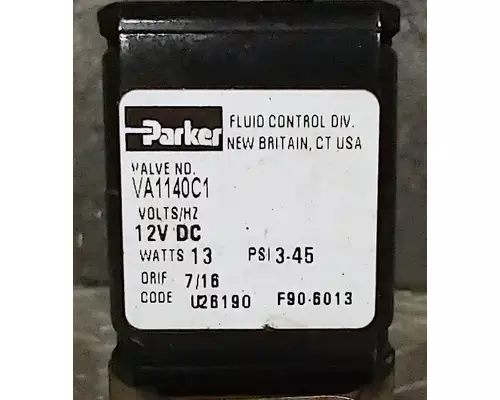 Parker
FLUID CONTROL DIV.
NEW BRITAIN, CT USA
VALVE NO.
VA1140C1
VOLTS/HZ
12V DC
WATTS 13 PSI 3-45
ORIF 7/16
CODE U26190 F90-6013